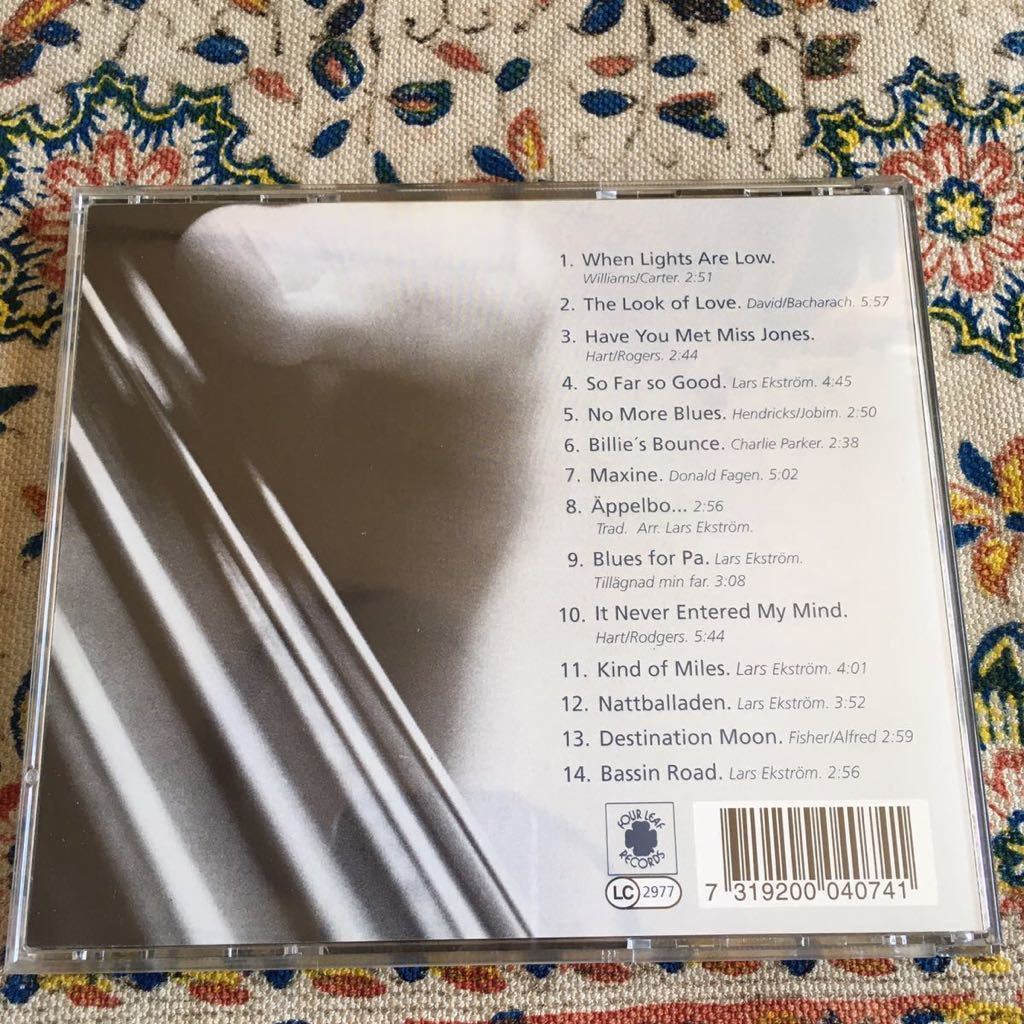 1. When Lights Are Low.
Williams/Carter. 2:51
2. The Look of Love. David/Bacharach. 5:57
3. Have You Met Miss Jones.
Hart/Rogers. 2:44
4. So Far so Good. Lars Ekström. 4:45
5. No More Blues. Hendricks/Jobim. 2:50
6. Billie´s Bounce. Charlie Parker. 2:38
7. Maxine. Donald Fagen. 5:02
8. Äppelbo... 2:56
Trad. Arr. Lars Ekström.
9. Blues for Pa. Lars Ekström.
Tillägnad min far. 3:08
10. It Never Entered My Mind.
Hart/Rodgers. 5:44
11. Kind of Miles. Lars Ekström. 4:01
12. Nattballaden. Lars Ekström. 3:52
13. Destination Moon. Fisher/Alfred 2:59
14. Bassin Road. Lars Ekström. 2:56
FOUR LEAF
RECORDS
LC 2977
7 319200 040741